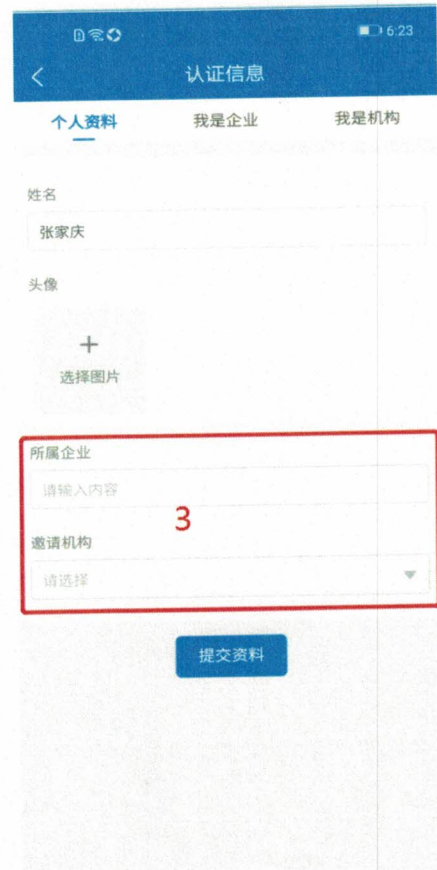 6:23
认证信息
个人资料 我是企业 我是机构
姓名
张家庆
头像
+
选择图片
所属企业
请输入内容
3
邀请机构
请选择
提交资料